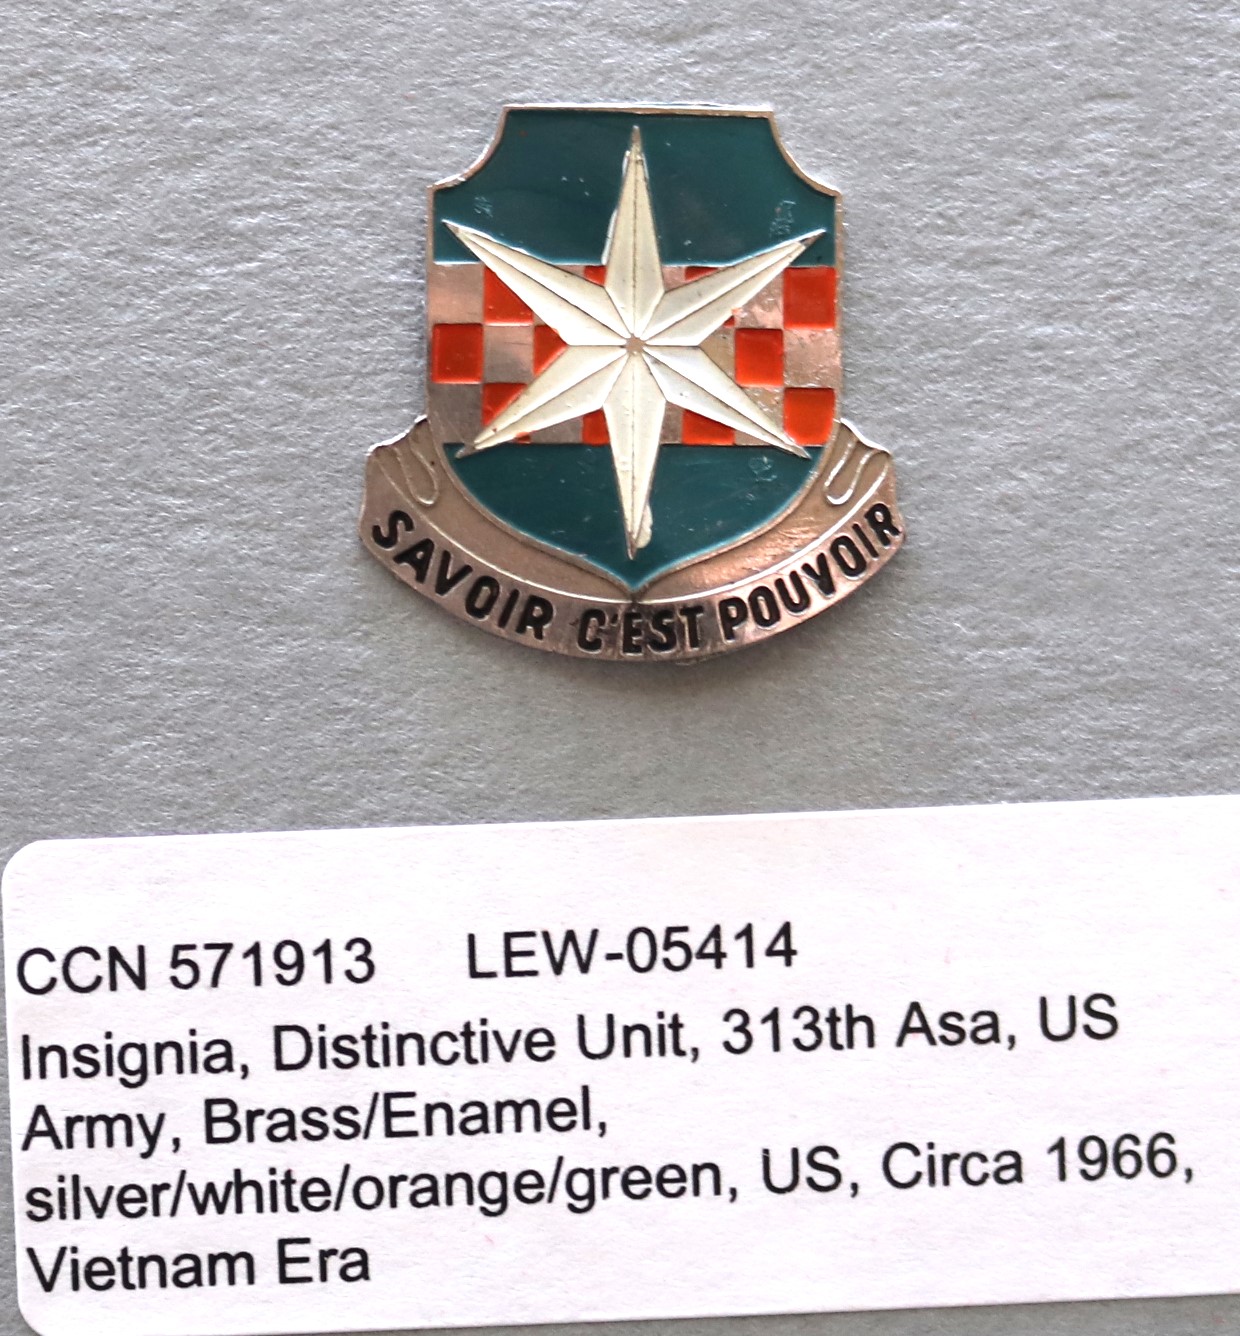 SAVOIR C'EST POUVOIR
CCN 571913 LEW-05414
Insignia, Distinctive Unit, 313th Asa, US
Army, Brass/Enamel,
silver/white/orange/green, US, Circa 1966,
Vietnam Era